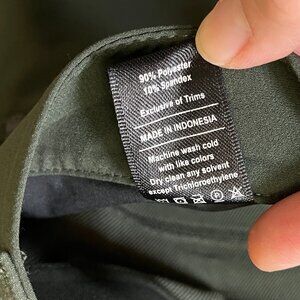 90% Polyester
10% Spandex
Exclusive of Trims
MADE IN INDONESIA
Machine wash cold
with like colors
Dry clean any solvent
except Trichloroethylene